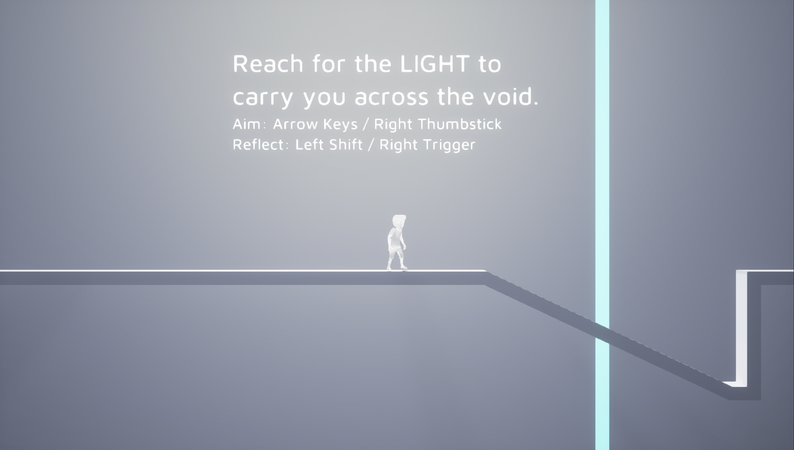 Reach for the LIGHT to
carry you across the void.
Aim: Arrow Keys / Right Thumbstick
Reflect: Left Shift / Right Trigger